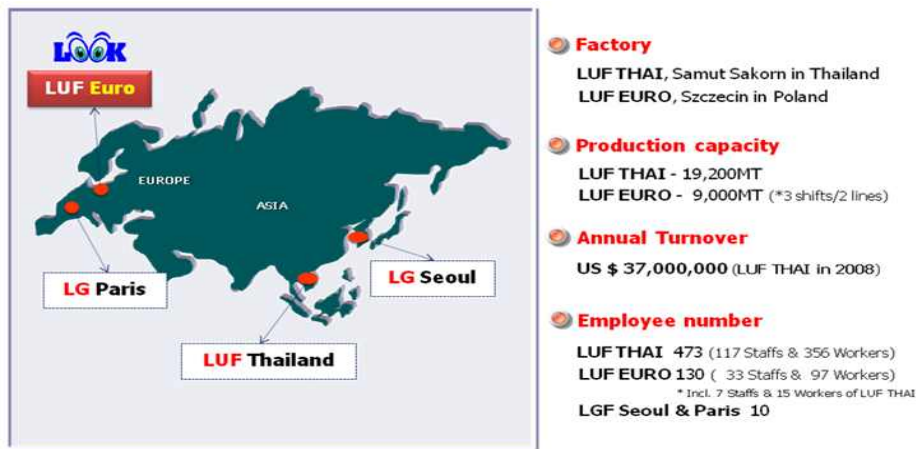 LOOK
LUF Euro
EUROPE
ASIA
LG Paris
LG Seoul
LUF Thailand
Factory
LUF THAI, Samut Sakorn in Thailand
LUF EURO, Szczecin in Poland
Production capacity
LUF THAI - 19,200MT
LUF EURO - 9,000MT (*3 shifts/2 lines)
Annual Turnover
US $ 37,000,000 (LUF THAI in 2008)
Employee number
LUF THAI 473 (117 Staffs & 356 Workers)
LUF EURO 130 ( 33 Staffs & 97 Workers)
* Incl. 7 Staffs & 15 Workers of LUF THAI
LGF Seoul & Paris 10